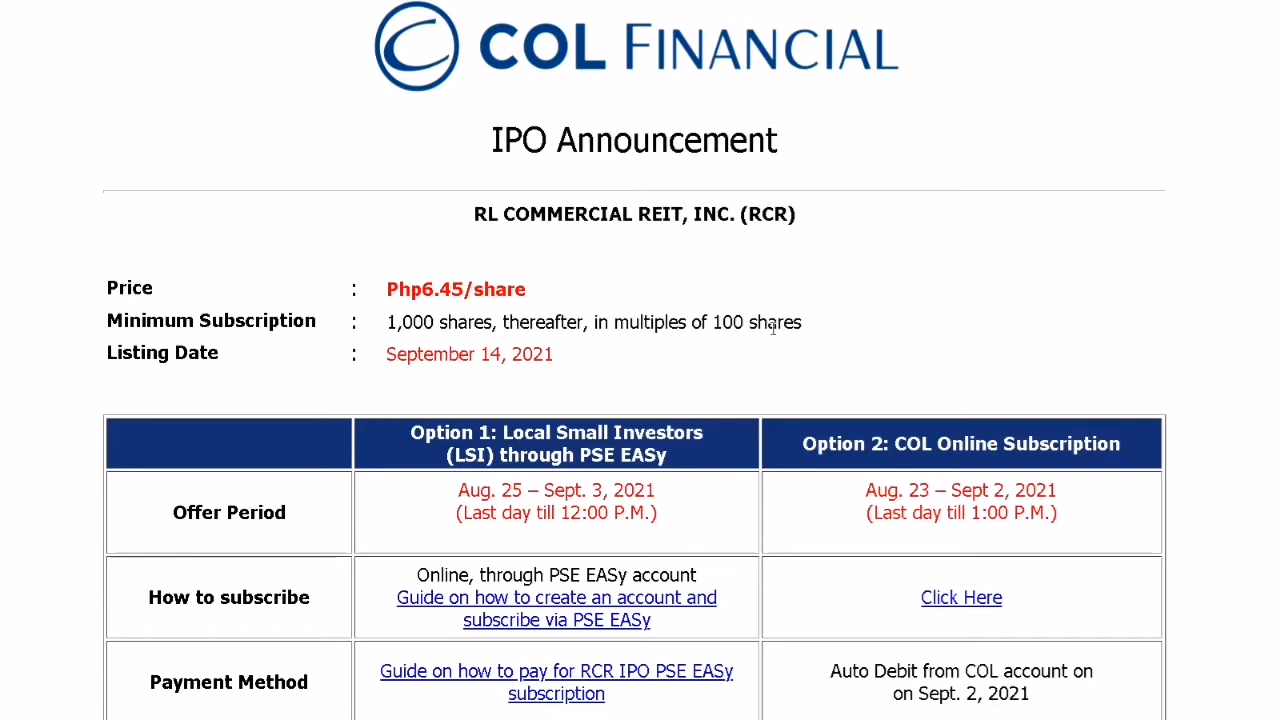 COL FINANCIAL
IPO Announcement
RL COMMERCIAL REIT, INC. (RCR)
Price : Php6.45/share
Minimum Subscription : 1,000 shares, thereafter, in multiples of 100 shares
Listing Date : September 14, 2021
Option 1: Local Small Investors
(LSI) through PSE EASy
Option 2: COL Online Subscription
Offer Period
Aug. 25 – Sept. 3, 2021
(Last day till 12:00 P.M.)
Aug. 23 – Sept 2, 2021
(Last day till 1:00 P.M.)
How to subscribe
Online, through PSE EASy account
Guide on how to create an account and
subscribe via PSE EASy
Click Here
Payment Method
Guide on how to pay for RCR IPO PSE EASy
subscription
Auto Debit from COL account on
on Sept. 2, 2021